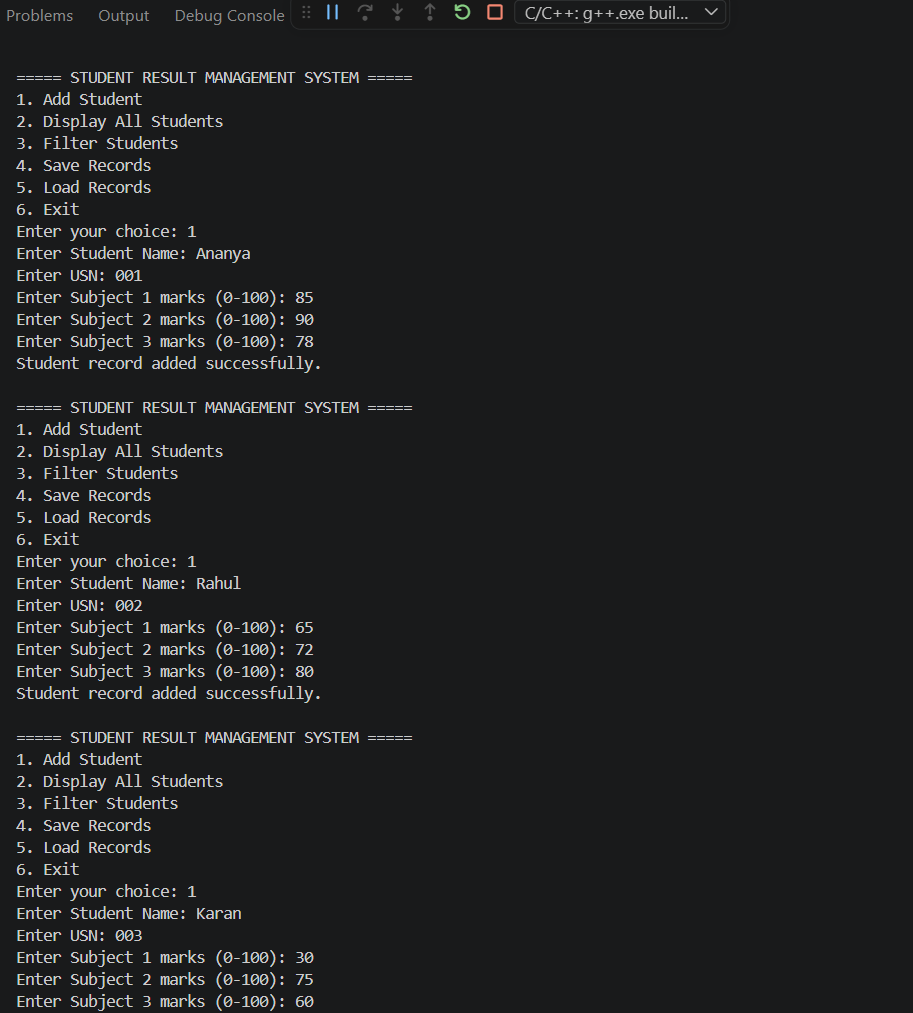 Problems Output Debug Console C/C++: g++.exe buil...
===== STUDENT RESULT MANAGEMENT SYSTEM =====
1. Add Student
2. Display All Students
3. Filter Students
4. Save Records
5. Load Records
6. Exit
Enter your choice: 1
Enter Student Name: Ananya
Enter USN: 001
Enter Subject 1 marks (0-100): 85
Enter Subject 2 marks (0-100): 90
Enter Subject 3 marks (0-100): 78
Student record added successfully.
===== STUDENT RESULT MANAGEMENT SYSTEM =====
1. Add Student
2. Display All Students
3. Filter Students
4. Save Records
5. Load Records
6. Exit
Enter your choice: 1
Enter Student Name: Rahul
Enter USN: 002
Enter Subject 1 marks (0-100): 65
Enter Subject 2 marks (0-100): 72
Enter Subject 3 marks (0-100): 80
Student record added successfully.
===== STUDENT RESULT MANAGEMENT SYSTEM =====
1. Add Student
2. Display All Students
3. Filter Students
4. Save Records
5. Load Records
6. Exit
Enter your choice: 1
Enter Student Name: Karan
Enter USN: 003
Enter Subject 1 marks (0-100): 30
Enter Subject 2 marks (0-100): 75
Enter Subject 3 marks (0-100): 60